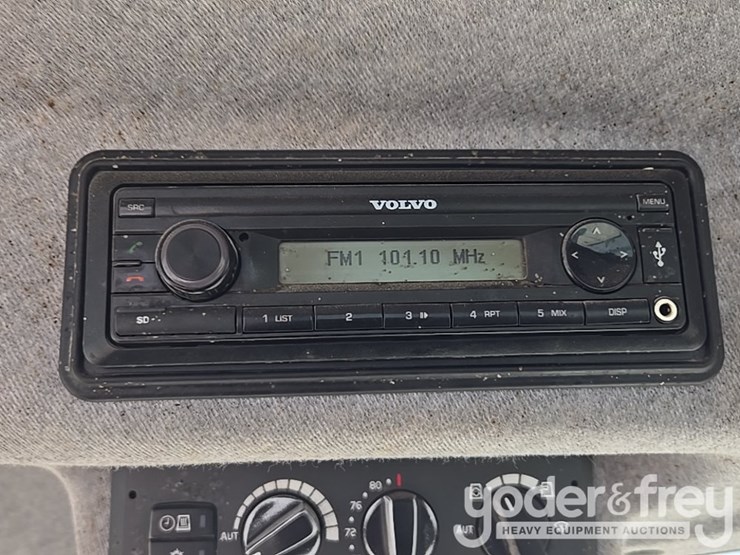 VOLVO
SRC
MENU
FM1 101.10 MHz
SD
1 LIST
2
3
4 RPT
5 MIX
DISP
80
76
72
AUT
AUT
yoder&frey
HEAVY EQUIPMENT AUCTIONS